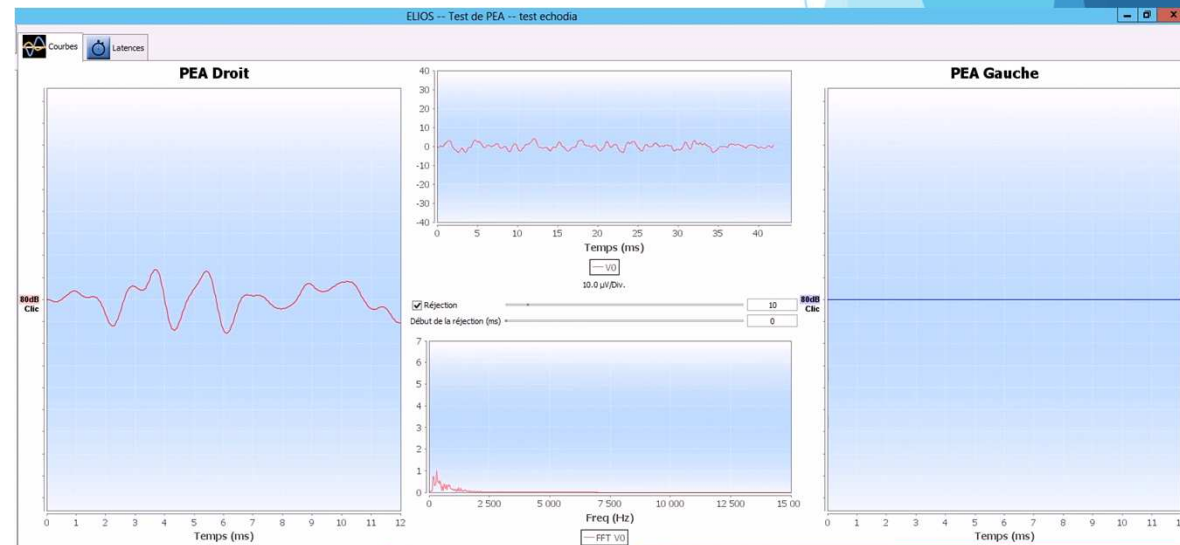 ELIOS -- Test de PEA -- test echodia
Courbes
Latences
PEA Droit
80dB
Clic
0 1 2 3 4 5 6 7 8 9 10 11 12
Temps (ms)
40
30
20
10
0
-10
-20
-30
-40
0 5 10 15 20 25 30 35 40
Temps (ms)
V0
10.0 µV/Div.
Réjection 10
Début de la réjection (ms) 0
7
6
5
4
3
2
1
0
0 2 500 5 000 7 500 10 000 12 500 15 00
Freq (Hz)
FFT V0
PEA Gauche
80dB
Clic
0 1 2 3 4 5 6 7 8 9 10 11 1
Temps (ms)